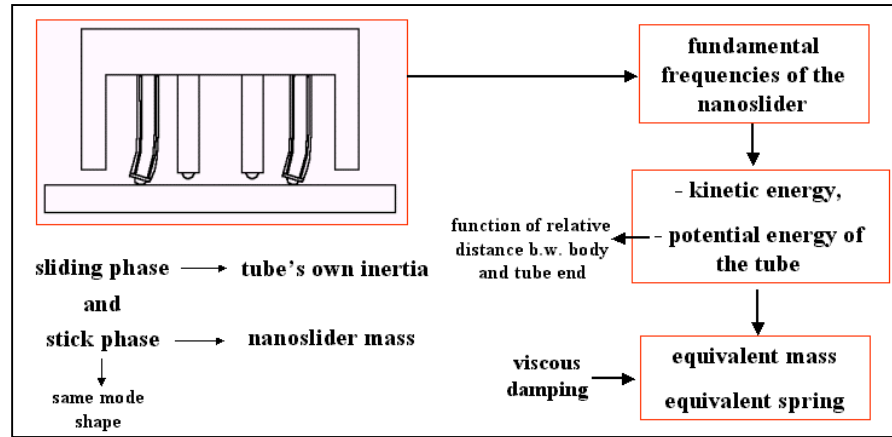 fundamental
frequencies of the
nanoslider
- kinetic energy,
- potential energy of
the tube
function of relative
distance b.w. body
and tube end
sliding phase
tube's own inertia
and
stick phase
nanoslider mass
same mode
shape
viscous
damping
equivalent mass
equivalent spring